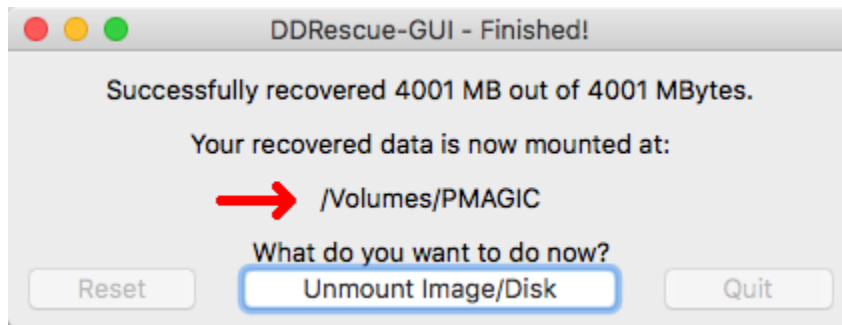 DDRescue-GUI - Finished!
Successfully recovered 4001 MB out of 4001 MBytes.
Your recovered data is now mounted at:
/Volumes/PMAGIC
What do you want to do now?
Reset Unmount Image/Disk Quit